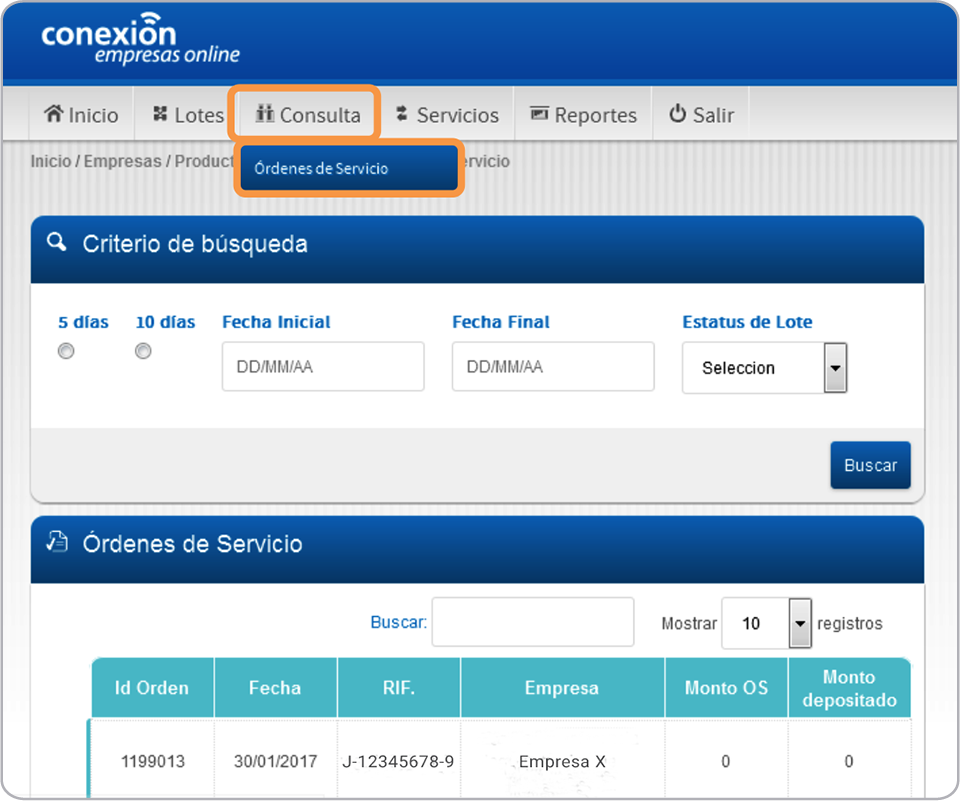 conexión
empresas online
Inicio Lotes Consulta Servicios Reportes Salir
Inicio / Empresas / Product
Órdenes de Servicio
Criterio de búsqueda
5 días 10 días Fecha Inicial Fecha Final Estatus de Lote
DD/MM/AA DD/MM/AA Seleccion
Buscar
Órdenes de Servicio
Buscar: Mostrar 10 registros
Id Orden Fecha RIF. Empresa Monto OS Monto depositado
1199013 30/01/2017 J-12345678-9 Empresa X 0 0